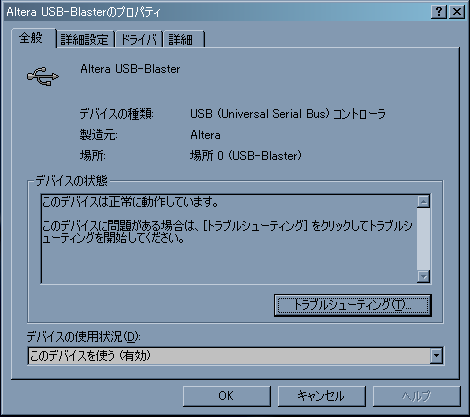 Altera USB-Blasterのプロパティ
全般 詳細設定 ドライバ 詳細
Altera USB-Blaster
デバイスの種類: USB (Universal Serial Bus) コントローラ
製造元: Altera
場所: 場所 0 (USB-Blaster)
デバイスの状態
このデバイスは正常に動作しています。
このデバイスに問題がある場合は、[トラブルシューティング] をクリックしてトラブルシ
ューティングを開始してください。
トラブルシューティング(T)...
デバイスの使用状況(D):
このデバイスを使う (有効)
OK キャンセル ヘルプ